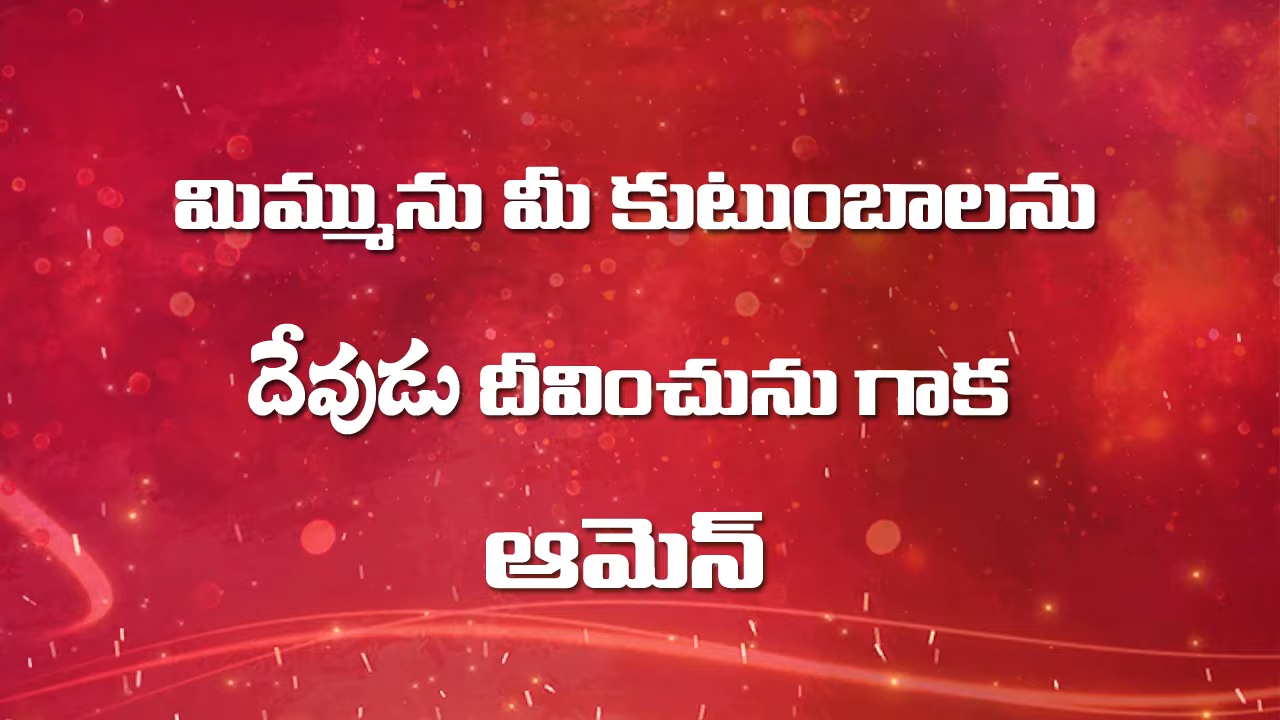 మిమ్మును మీ కుటుంబాలను
దేవుడు దీవించును గాక
ఆమెన్